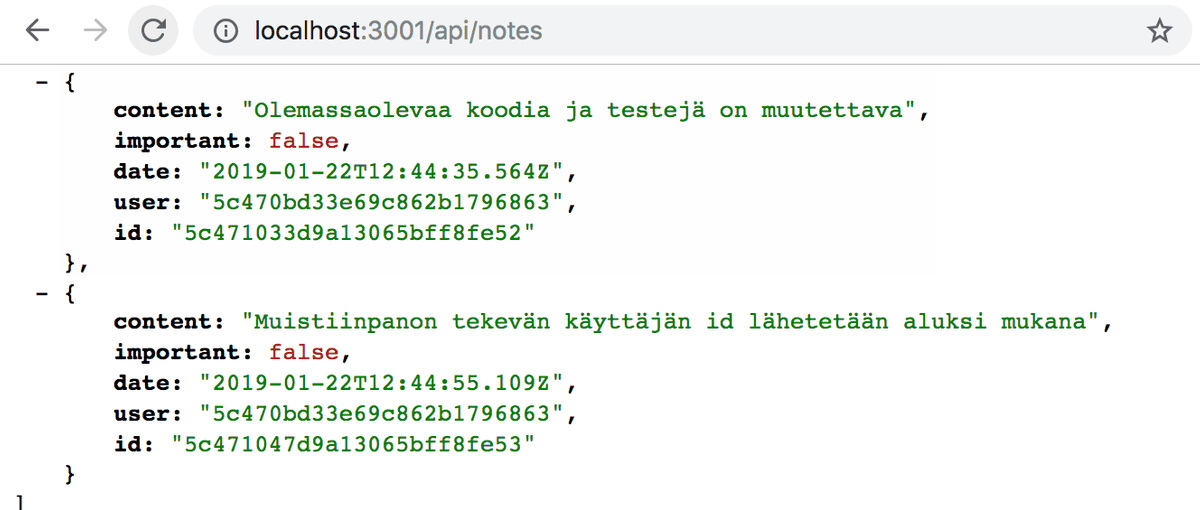 localhost:3001/api/notes
- {
content: "Olemassaolevaa koodia ja testejä on muutettava",
important: false,
date: "2019-01-22T12:44:35.564Z",
user: "5c470bd33e69c862b1796863",
id: "5c471033d9a13065bff8fe52"
},
- {
content: "Muistiinpanon tekevän käyttäjän id lähetetään aluksi mukana",
important: false,
date: "2019-01-22T12:44:55.109Z",
user: "5c470bd33e69c862b1796863",
id: "5c471047d9a13065bff8fe53"
}
]